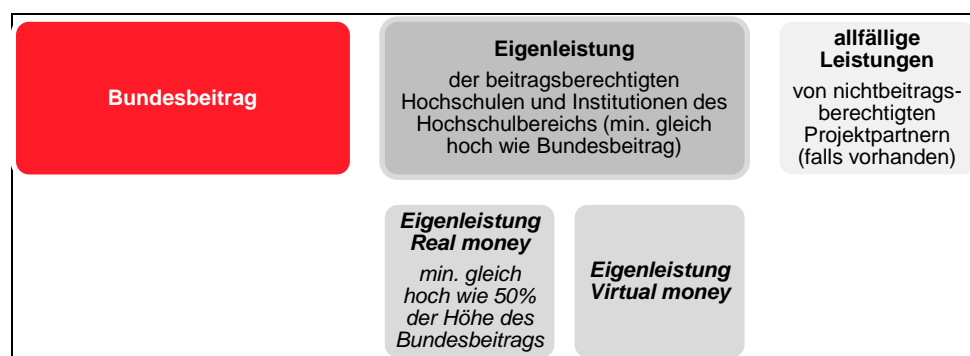 Bundesbeitrag
Eigenleistung
der beitragsberechtigten
Hochschulen und Institutionen des
Hochschulbereichs (min. gleich
hoch wie Bundesbeitrag)
allfällige
Leistungen
von nichtbeitrags-
berechtigten
Projektpartnern
(falls vorhanden)
Eigenleistung
Real money
min. gleich
hoch wie 50%
der Höhe des
Bundesbeitrags
Eigenleistung
Virtual money